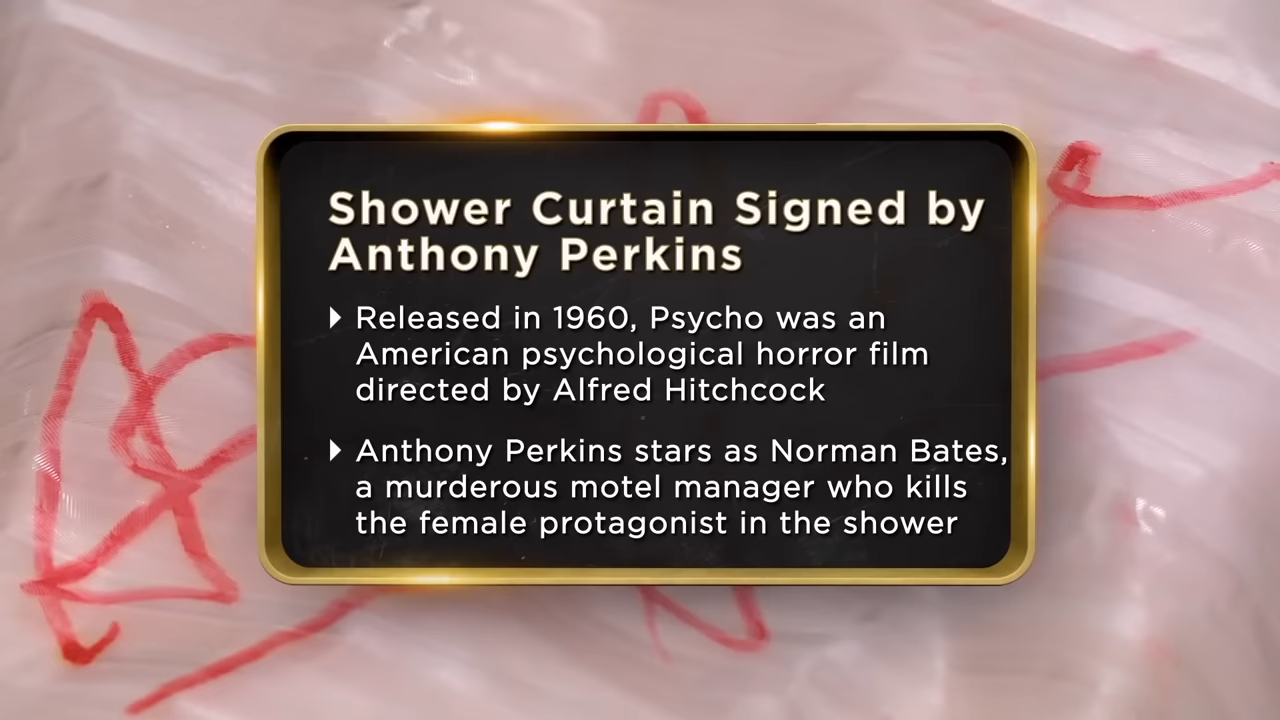 Shower Curtain Signed by
Anthony Perkins
Released in 1960, Psycho was an
American psychological horror film
directed by Alfred Hitchcock
Anthony Perkins stars as Norman Bates,
a murderous motel manager who kills
the female protagonist in the shower